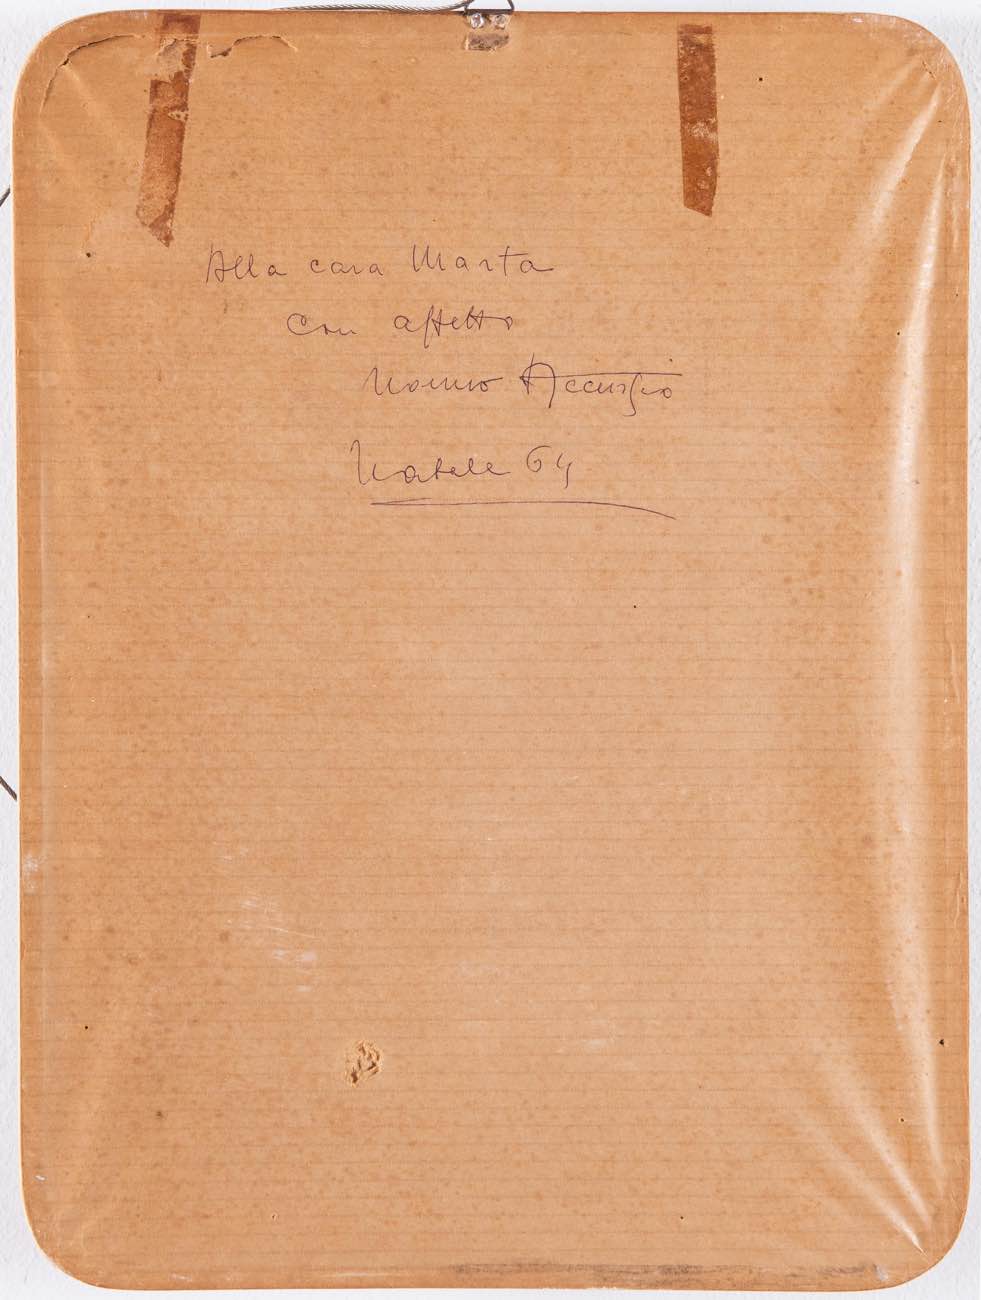 Alla cara Marta
con affetto
Nonno Accursio
Natale 64